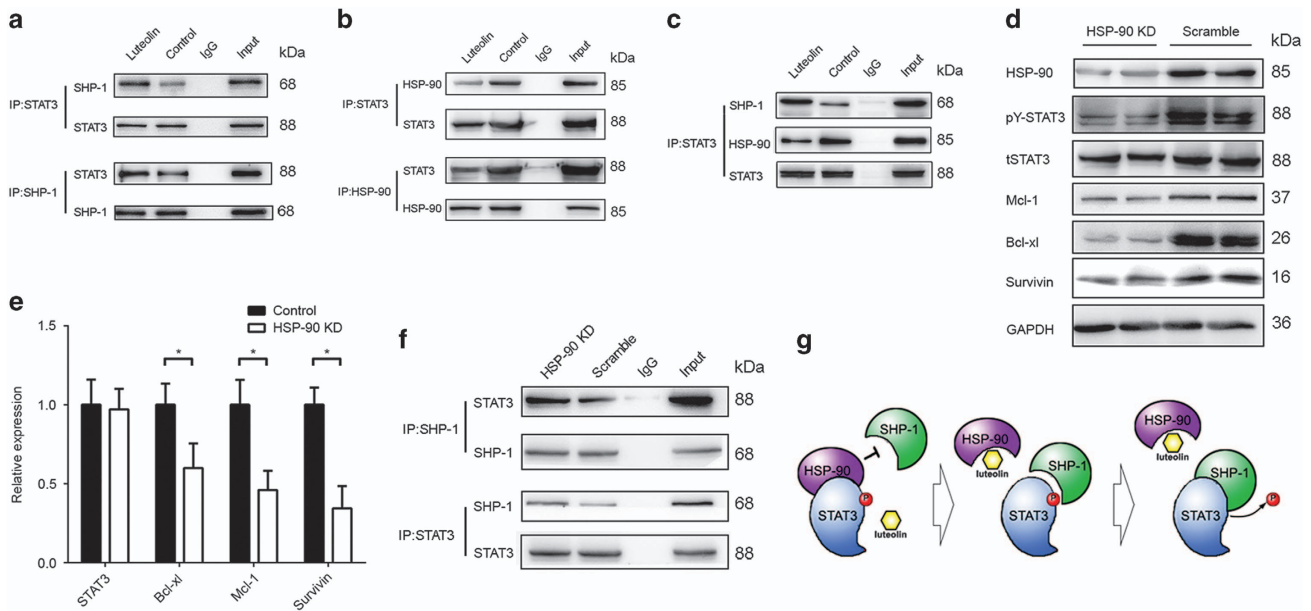 a
Luteolin Control IgG Input kDa
IP:STAT3
SHP-1 68
STAT3 88
IP:SHP-1
STAT3 88
SHP-1 68
b
Luteolin Control IgG Input kDa
IP:STAT3
HSP-90 85
STAT3 88
IP:HSP-90
STAT3 88
HSP-90 85
c
Luteolin Control IgG Input kDa
IP:STAT3
SHP-1 68
HSP-90 85
STAT3 88
d
HSP-90 KD Scramble kDa
HSP-90 85
pY-STAT3 88
tSTAT3 88
Mcl-1 37
Bcl-xl 26
Survivin 16
GAPDH 36
e
Control
HSP-90 KD
Relative expression
1.5
1.0
0.5
0.0
* * *
STAT3 Bcl-xl Mcl-1 Survivin
f
HSP-90 KD Scramble IgG Input kDa
IP:SHP-1
STAT3 88
SHP-1 68
IP:STAT3
SHP-1 68
STAT3 88
g
HSP-90 SHP-1
P
STAT3
luteolin
HSP-90
luteolin
SHP-1
P
STAT3
HSP-90
luteolin
SHP-1
STAT3
P